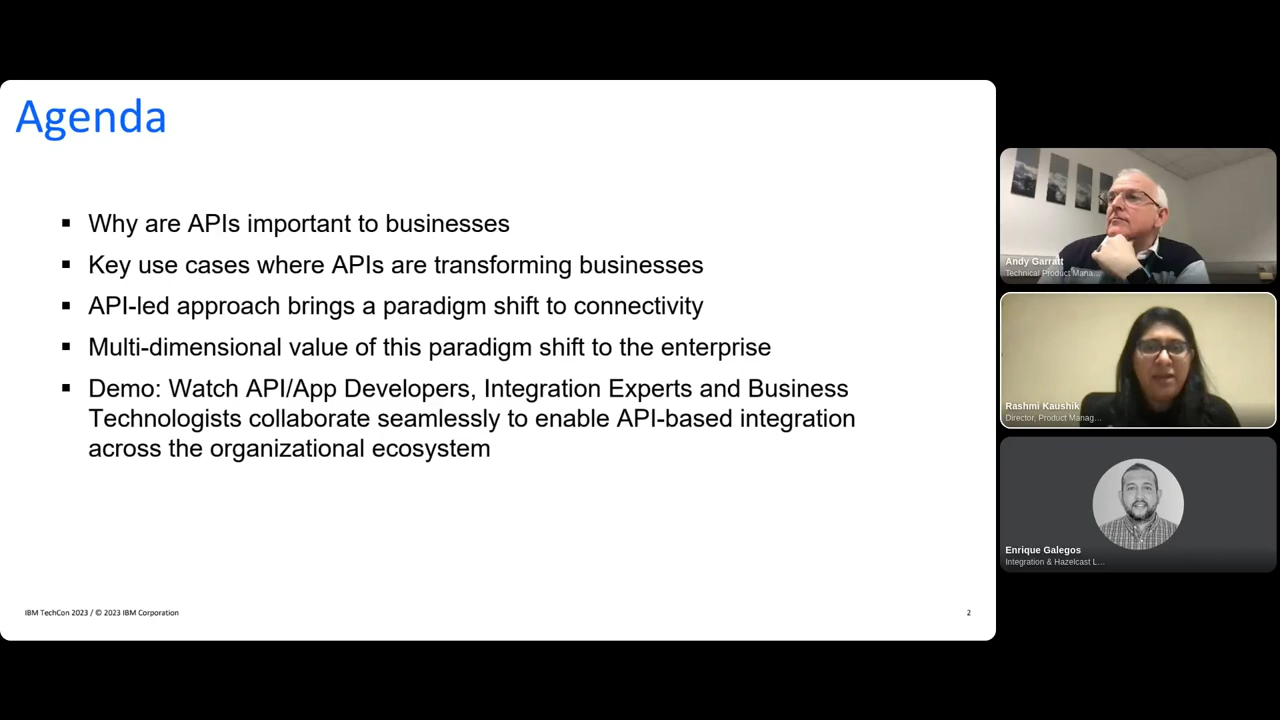 Agenda
Why are APIs important to businesses
Key use cases where APIs are transforming businesses
API-led approach brings a paradigm shift to connectivity
Multi-dimensional value of this paradigm shift to the enterprise
Demo: Watch API/App Developers, Integration Experts and Business
Technologists collaborate seamlessly to enable API-based integration
across the organizational ecosystem
IBM TechCon 2023 / © 2023 IBM Corporation
2
Andy Garratt
Technical Product Mana...
Rashmi Kaushik
Director, Product Manag...
Enrique Galegos
Integration & Hazelcast L...